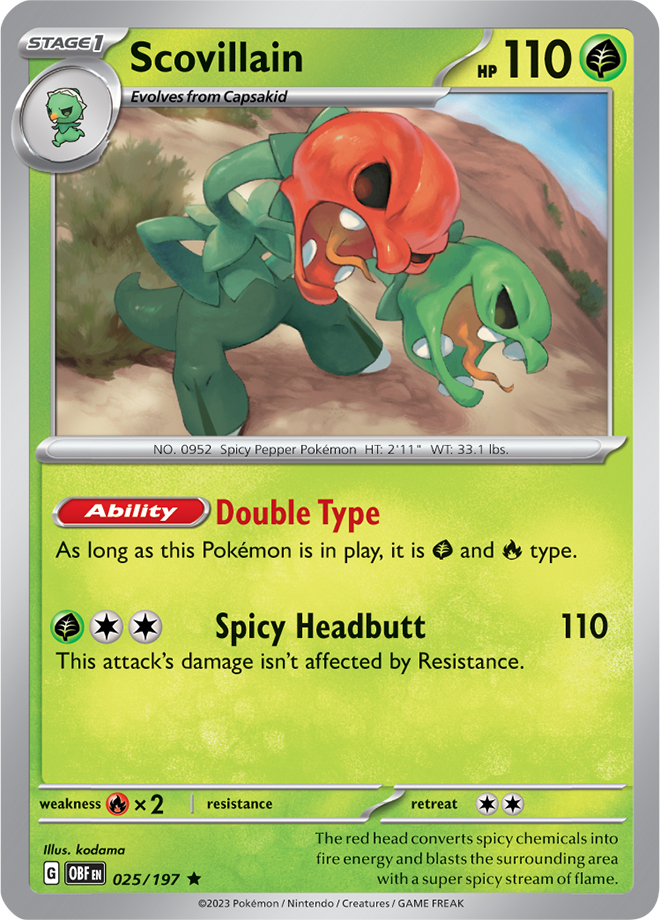 STAGE1
Scovillain
HP 110
Evolves from Capsakid
NO. 0952 Spicy Pepper Pokémon HT: 2'11" WT: 33.1 lbs.
Ability Double Type
As long as this Pokémon is in play, it is and type.
Spicy Headbutt 110
This attack's damage isn't affected by Resistance.
weakness ×2 resistance retreat
Illus. kodama
The red head converts spicy chemicals into
fire energy and blasts the surrounding area
with a super spicy stream of flame.
G OBF EN 025/197 ★
©2023 Pokémon / Nintendo / Creatures / GAME FREAK